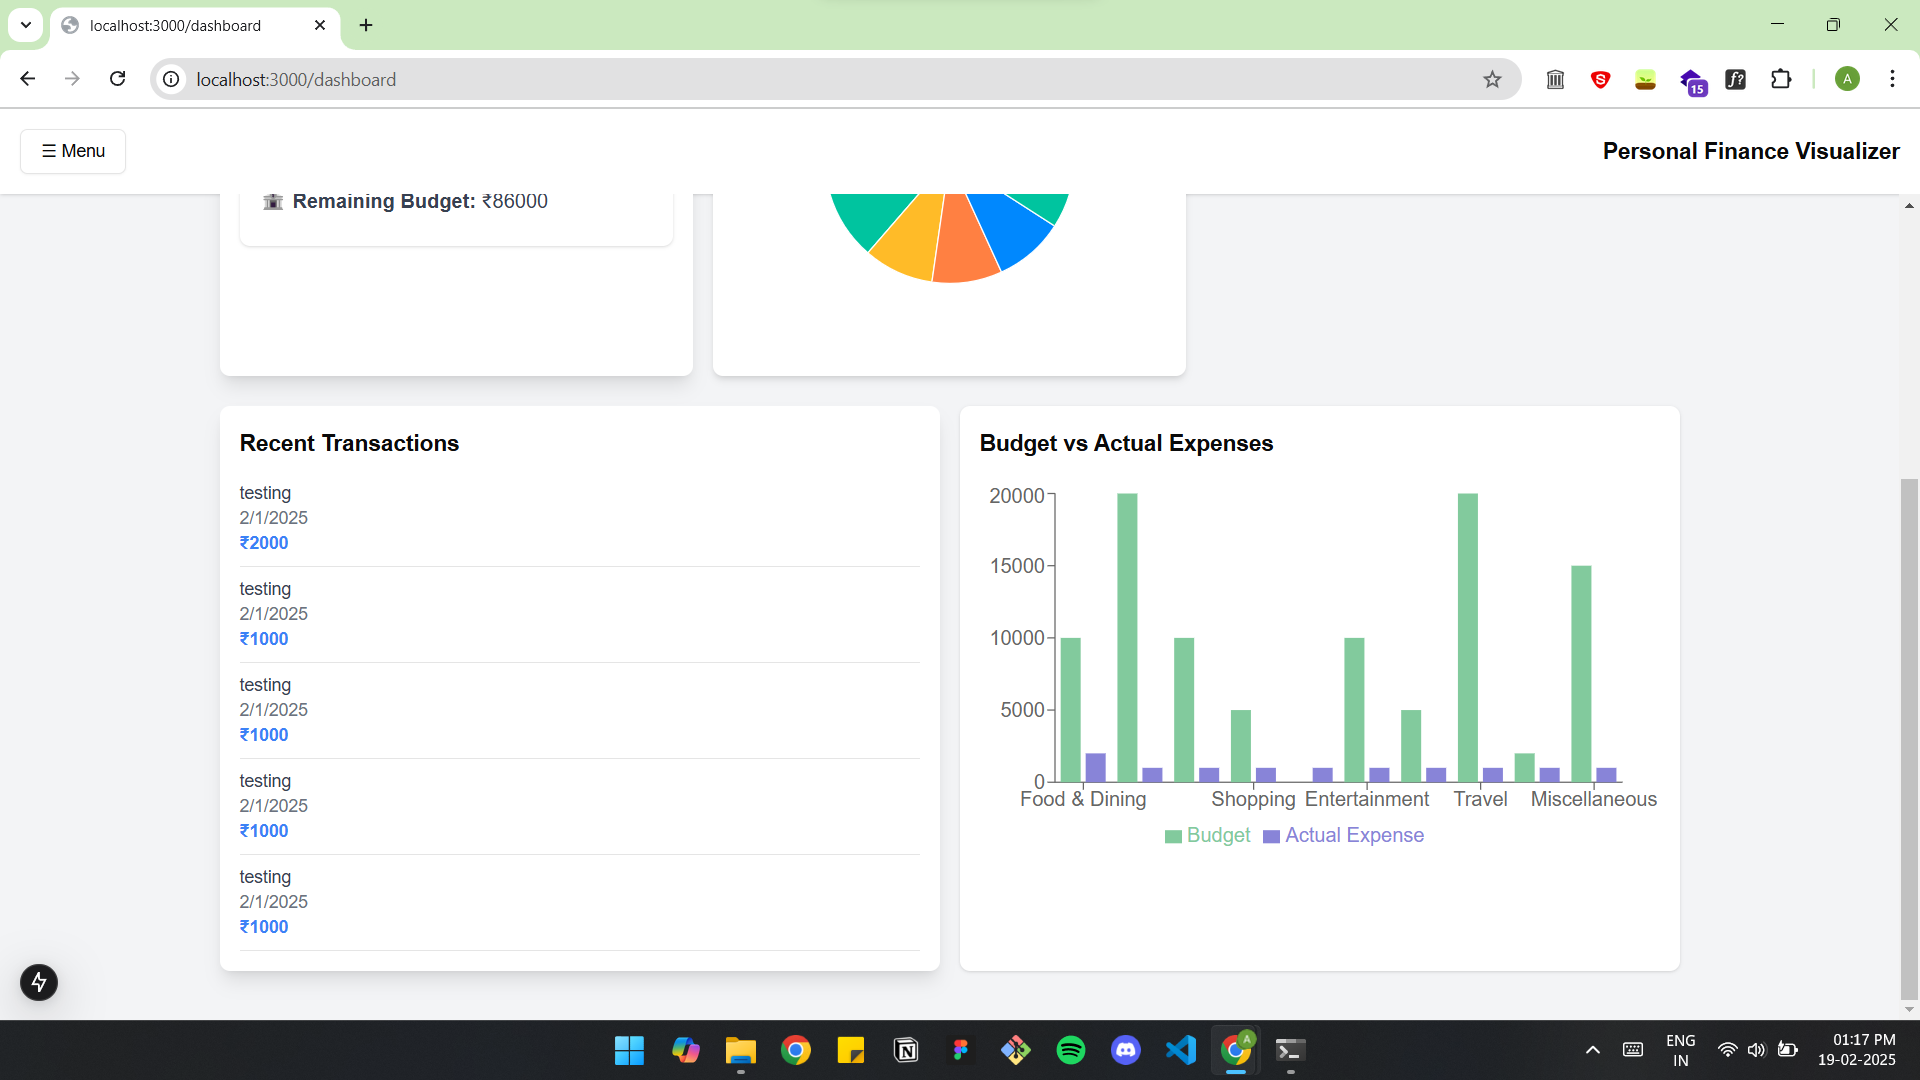 localhost:3000/dashboard
localhost:3000/dashboard
S
15
f?
A
☰ Menu
Personal Finance Visualizer
Remaining Budget: ₹86000
Recent Transactions
testing
2/1/2025
₹2000
testing
2/1/2025
₹1000
testing
2/1/2025
₹1000
testing
2/1/2025
₹1000
testing
2/1/2025
₹1000
Budget vs Actual Expenses
20000
15000
10000
5000
0
Food & Dining Shopping Entertainment Travel Miscellaneous
Budget Actual Expense
A
ENG
IN
01:17 PM
19-02-2025